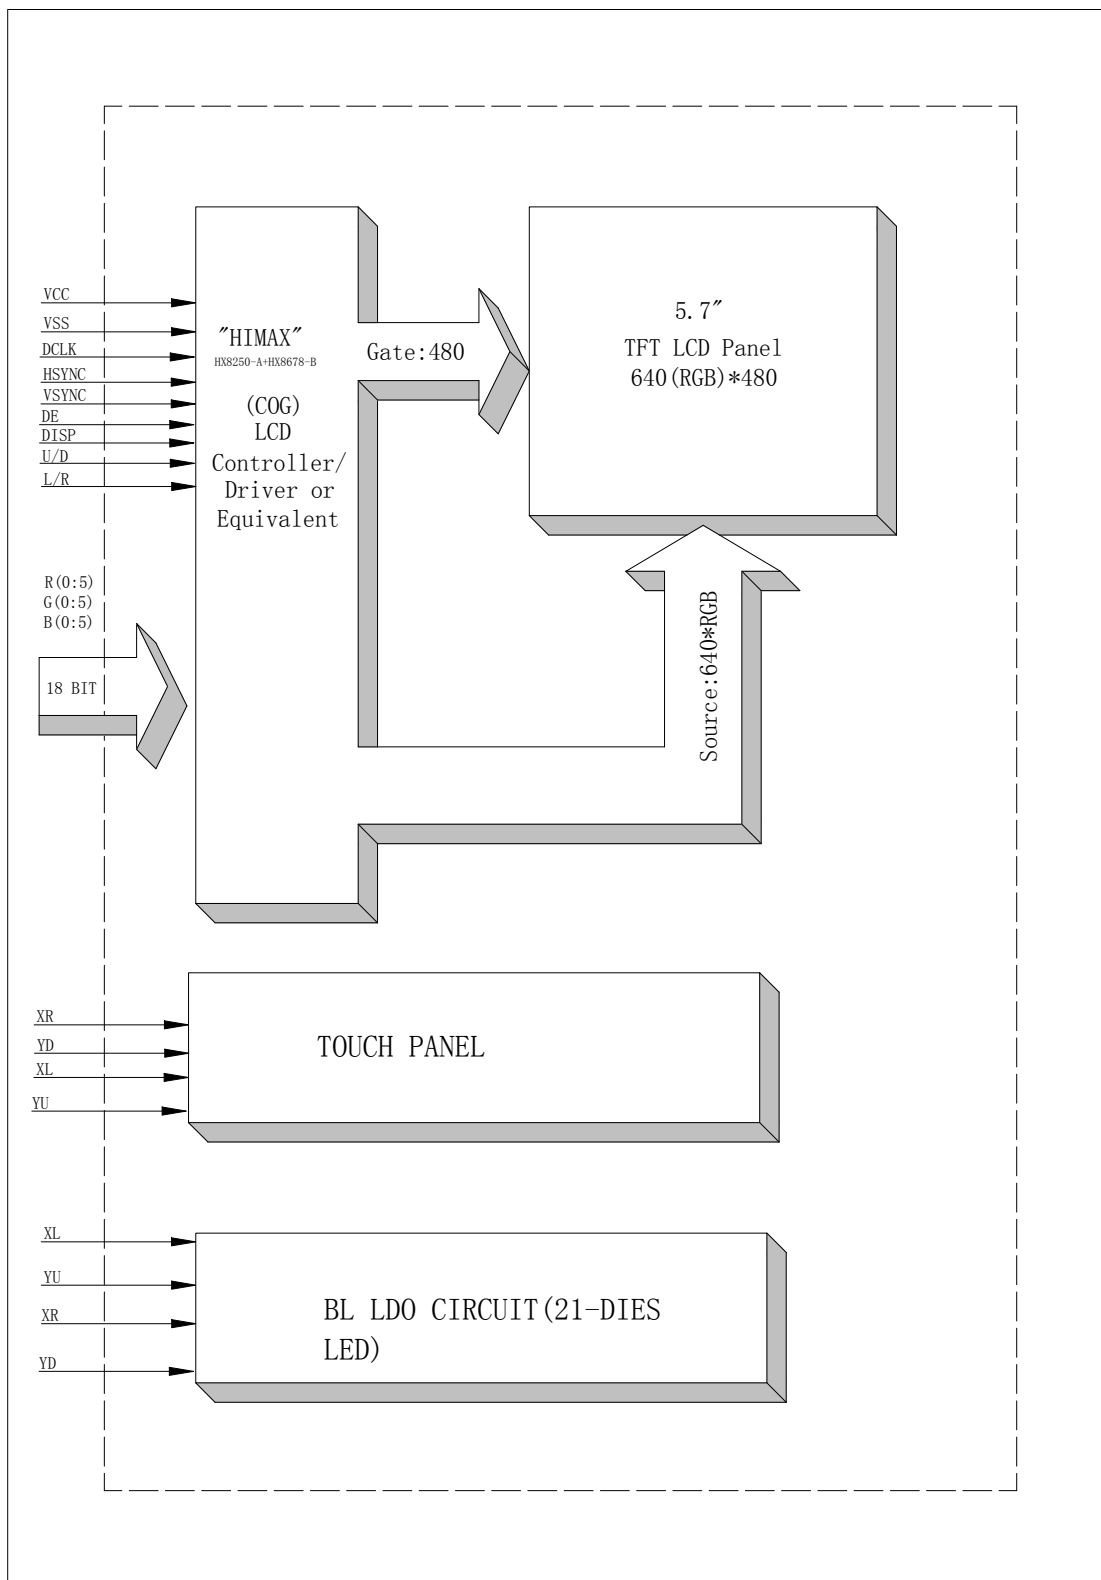 VCC
VSS
DCLK
HSYNC
VSYNC
DE
DISP
U/D
L/R
"HIMAX"
HX8250-A+HX8678-B
(COG)
LCD
Controller/
Driver or
Equivalent
Gate:480
5.7"
TFT LCD Panel
640(RGB)*480
R(0:5)
G(0:5)
B(0:5)
18 BIT
Source:640*RGB
XR
YD
XL
YU
TOUCH PANEL
XL
YU
XR
YD
BL LDO CIRCUIT(21-DIES
LED)